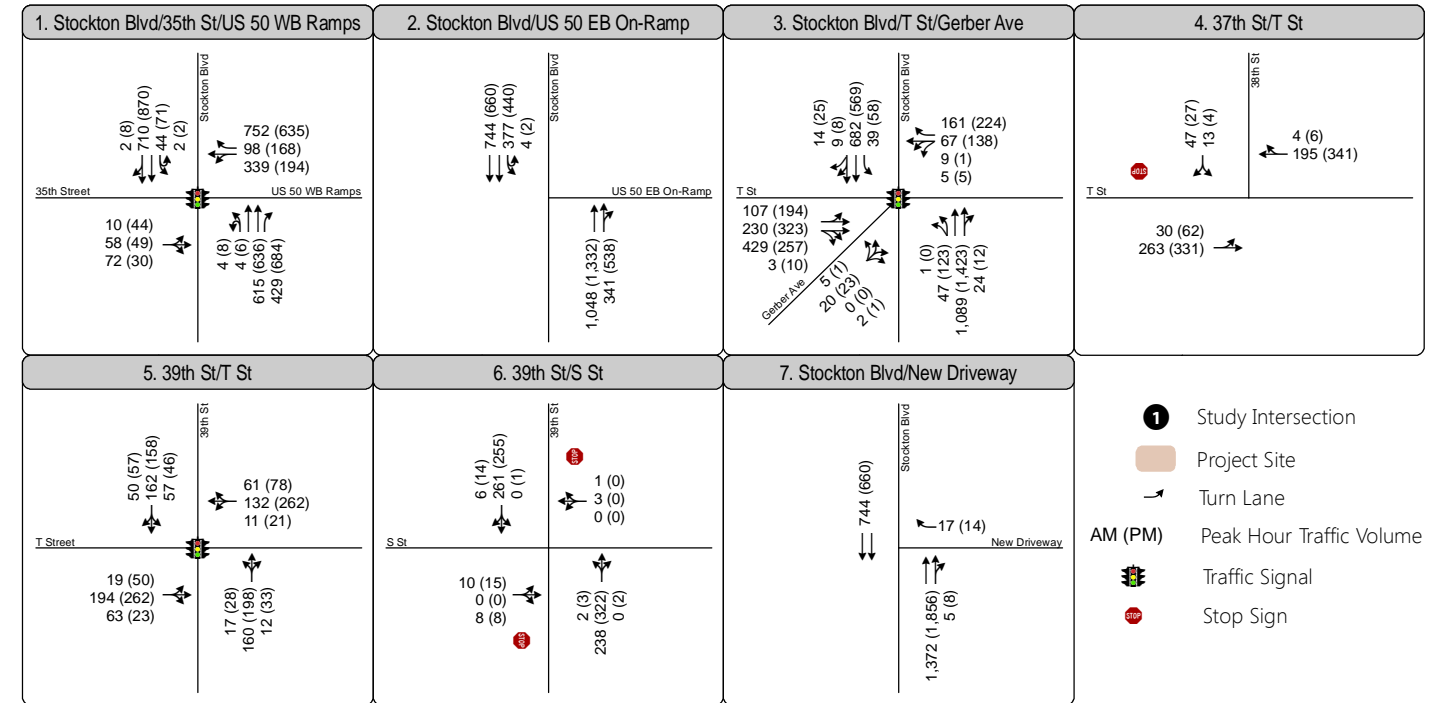 1. Stockton Blvd/35th St/US 50 WB Ramps
2 (8)
710 (870)
44 (71)
2 (2)
Stockton Blvd
752 (635)
98 (168)
339 (194)
35th Street
US 50 WB Ramps
10 (44)
58 (49)
72 (30)
4 (8)
4 (6)
615 (636)
429 (684)
2. Stockton Blvd/US 50 EB On-Ramp
744 (660)
377 (440)
4 (2)
US 50 EB On-Ramp
1,048 (1,332)
341 (538)
3. Stockton Blvd/T St/Gerber Ave
14 (25)
9 (8)
682 (569)
39 (58)
Stockton Blvd
161 (224)
67 (138)
9 (1)
5 (5)
T St
107 (194)
230 (323)
429 (257)
3 (10)
Gerber Ave
5 (1)
20 (23)
0 (0)
2 (1)
1 (0)
47 (123)
1,089 (1,423)
24 (12)
4. 37th St/T St
47 (27)
13 (4)
38th St
4 (6)
195 (341)
STOP
T St
30 (62)
263 (331)
5. 39th St/T St
50 (57)
162 (158)
57 (46)
39th St
61 (78)
132 (262)
11 (21)
T Street
19 (50)
194 (262)
63 (23)
17 (28)
160 (198)
12 (33)
6. 39th St/S St
6 (14)
261 (255)
0 (1)
39th St
STOP
1 (0)
3 (0)
0 (0)
S St
10 (15)
0 (0)
8 (8)
STOP
2 (3)
238 (322)
0 (2)
7. Stockton Blvd/New Driveway
744 (660)
Stockton Blvd
17 (14)
New Driveway
1,372 (1,856)
5 (8)
1 Study Intersection
Project Site
Turn Lane
AM (PM) Peak Hour Traffic Volume
Traffic Signal
STOP Stop Sign